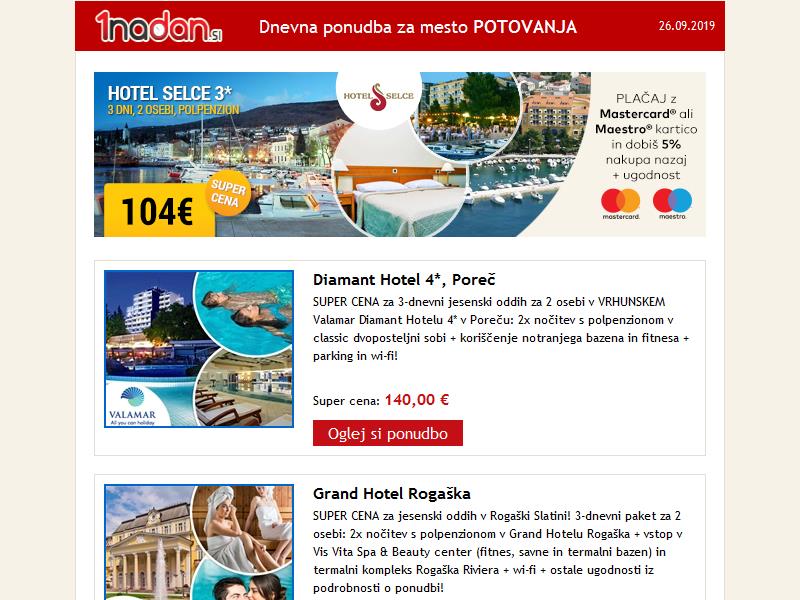 1nadan.si
Dnevna ponudba za mesto POTOVANJA
26.09.2019
HOTEL SELCE 3*
3 DNI, 2 OSEBI, POLPENZION
HOTEL SELCE
104€
SUPER
CENA
PLAČAJ z
Mastercard® ali
Maestro® kartico
in dobiš 5%
nakupa nazaj
+ ugodnost
mastercard.
maestro.
Diamant Hotel 4*, Poreč
SUPER CENA za 3-dnevni jesenski oddih za 2 osebi v VRHUNSKEM
Valamar Diamant Hotelu 4* v Poreču: 2x nočitev s polpenzionom v
classic dvoposteljni sobi + koriščenje notranjega bazena in fitnesa +
parking in wi-fi!
VALAMAR
All you can holiday
Super cena: 140,00 €
Oglej si ponudbo
Grand Hotel Rogaška
SUPER CENA za jesenski oddih v Rogaški Slatini! 3-dnevni paket za 2
osebi: 2x nočitev s polpenzionom v Grand Hotelu Rogaška + vstop v
Vis Vita Spa & Beauty center (fitnes, savne in termalni bazen) in
termalni kompleks Rogaška Riviera + wi-fi + ostale ugodnosti iz
podrobnosti o ponudbi!